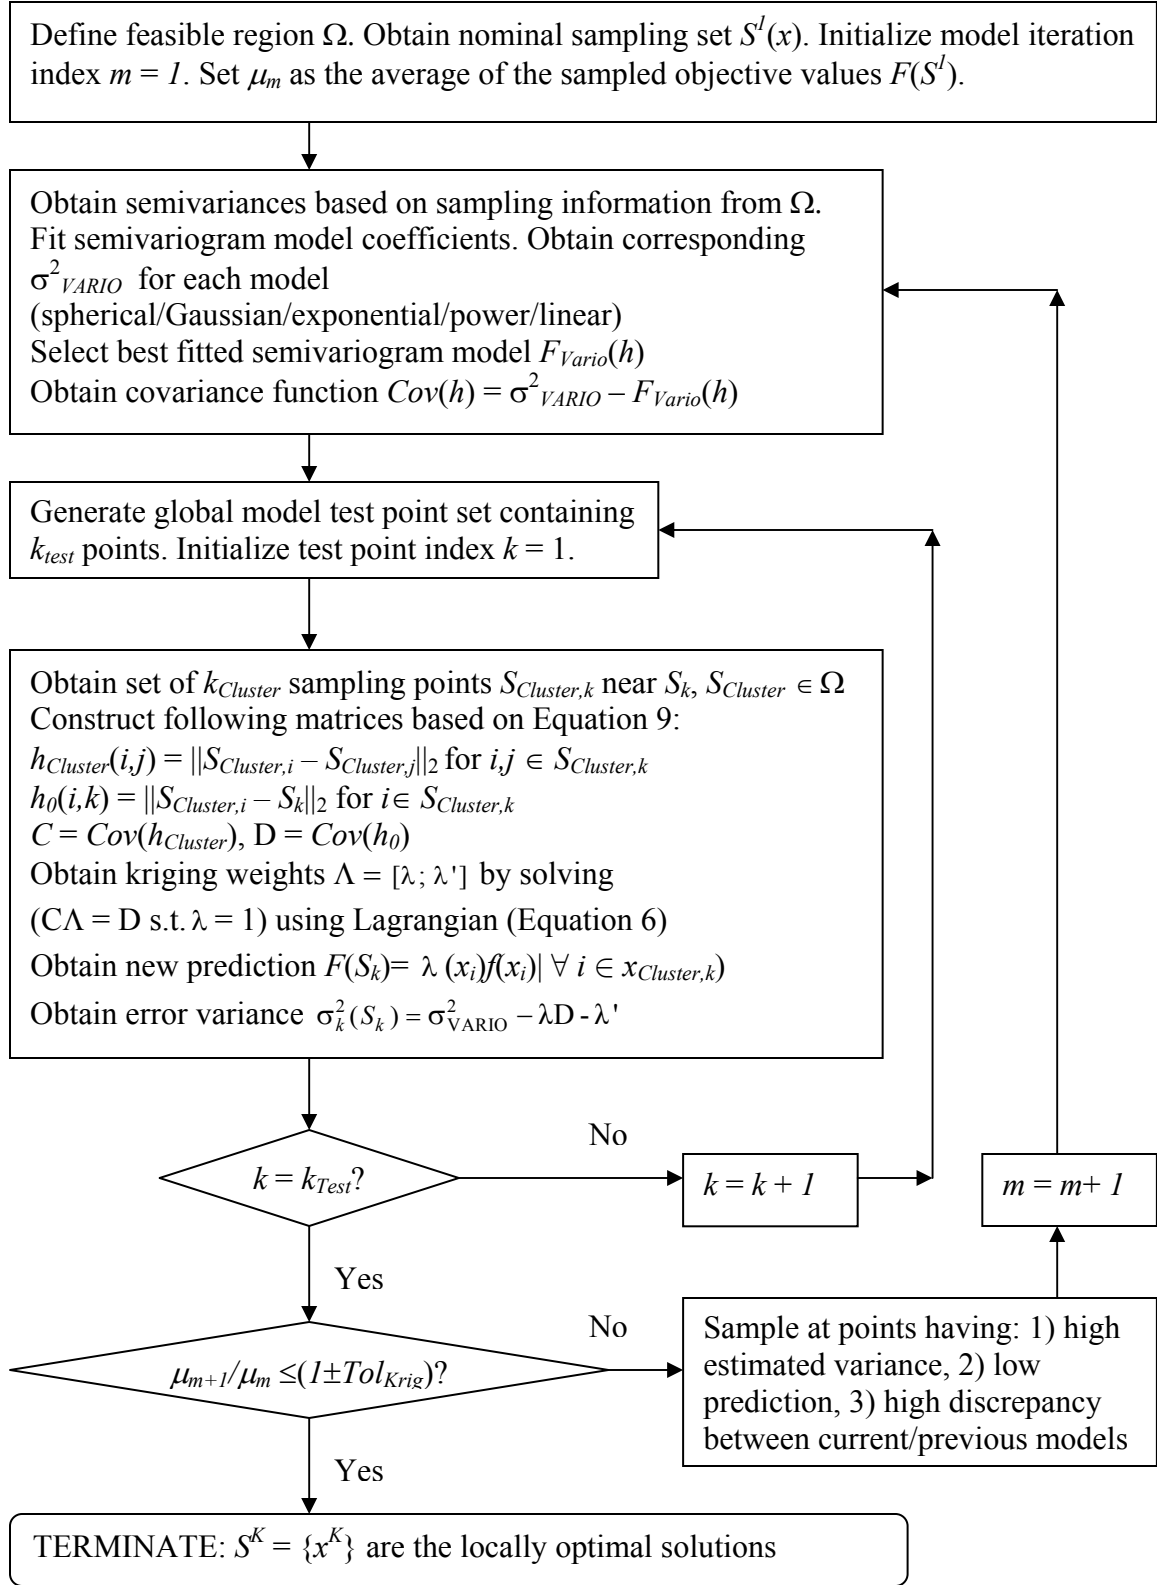 Define feasible region Ω. Obtain nominal sampling set S¹(x). Initialize model iteration
index m = 1. Set μₘ as the average of the sampled objective values F(S¹).
Obtain semivariances based on sampling information from Ω.
Fit semivariogram model coefficients. Obtain corresponding
σ²_VARIO for each model
(spherical/Gaussian/exponential/power/linear)
Select best fitted semivariogram model F_Vario(h)
Obtain covariance function Cov(h) = σ²_VARIO – F_Vario(h)
Generate global model test point set containing
k_test points. Initialize test point index k = 1.
Obtain set of k_Cluster sampling points S_Cluster,k near S_k, S_Cluster ∈ Ω
Construct following matrices based on Equation 9:
h_Cluster(i,j) = ||S_Cluster,i – S_Cluster,j||₂ for i,j ∈ S_Cluster,k
h₀(i,k) = ||S_Cluster,i – S_k||₂ for i∈ S_Cluster,k
C = Cov(h_Cluster), D = Cov(h₀)
Obtain kriging weights Λ = [λ; λ'] by solving
(CΛ = D s.t. λ = 1) using Lagrangian (Equation 6)
Obtain new prediction F(S_k)= λ (x_i)f(x_i)| ∀ i ∈ x_Cluster,k)
Obtain error variance σ²_k(S_k) = σ²_VARIO – λD - λ'
k = k_Test?
No
k = k + 1
m = m+ 1
Yes
μ_m+1/μ_m ≤(1±Tol_Krig)?
No
Sample at points having: 1) high
estimated variance, 2) low
prediction, 3) high discrepancy
between current/previous models
Yes
TERMINATE: S^K = {x^K} are the locally optimal solutions